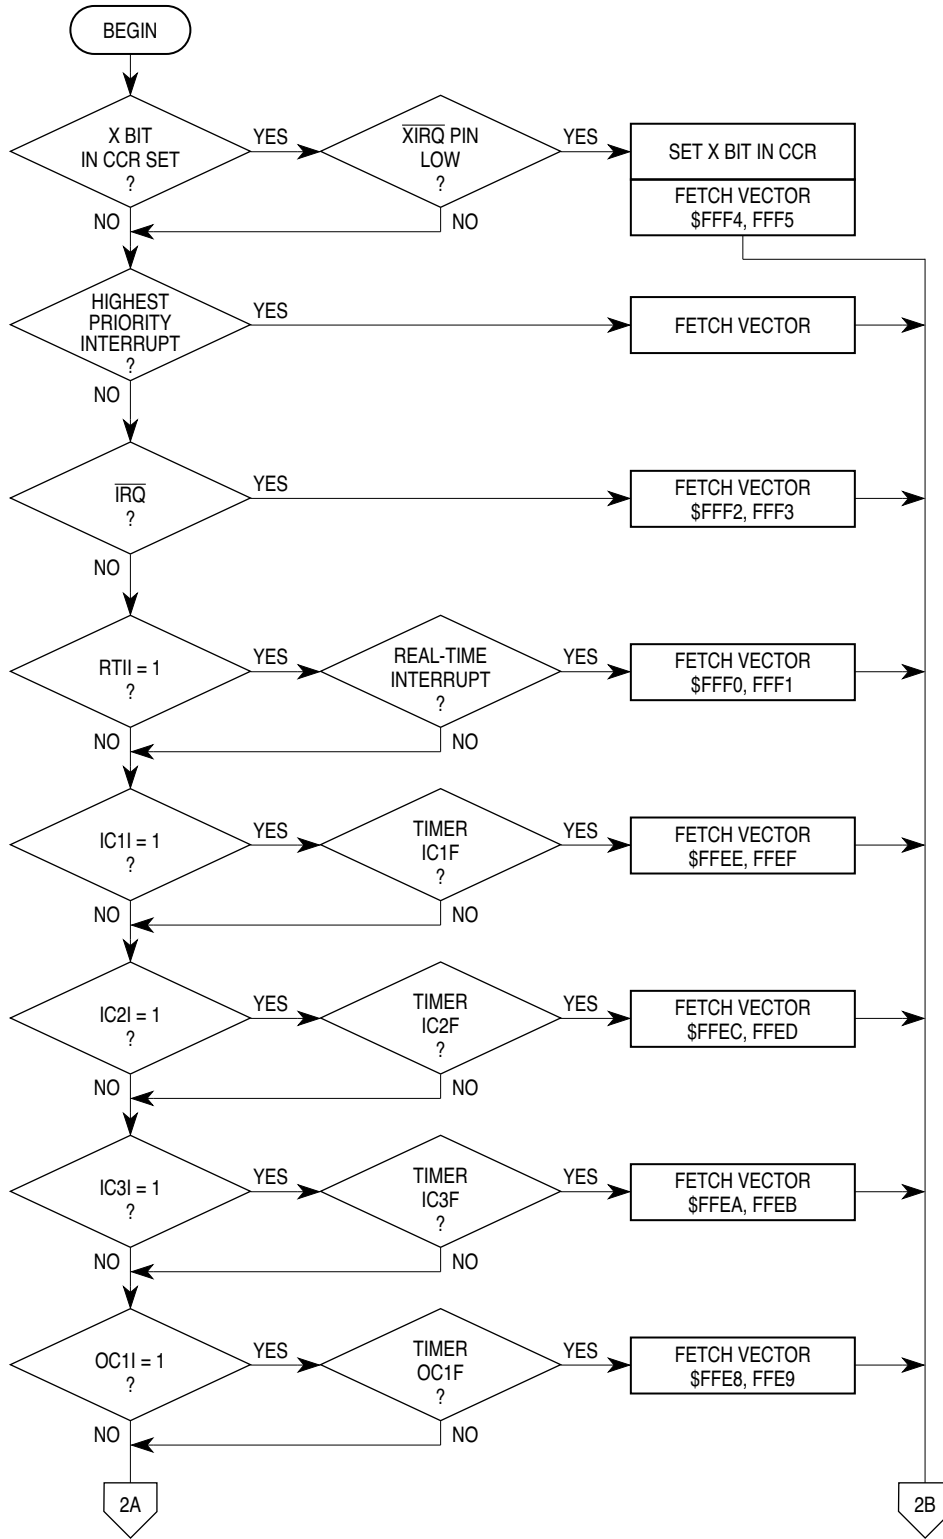 BEGIN
X BIT
IN CCR SET
?
YES
XIRQ PIN
LOW
?
YES
SET X BIT IN CCR
FETCH VECTOR
$FFF4, FFF5
NO
NO
HIGHEST
PRIORITY
INTERRUPT
?
YES
FETCH VECTOR
NO
IRQ
?
YES
FETCH VECTOR
$FFF2, FFF3
NO
RTII = 1
?
YES
REAL-TIME
INTERRUPT
?
YES
FETCH VECTOR
$FFF0, FFF1
NO
NO
IC1I = 1
?
YES
TIMER
IC1F
?
YES
FETCH VECTOR
$FFEE, FFEF
NO
NO
IC2I = 1
?
YES
TIMER
IC2F
?
YES
FETCH VECTOR
$FFEC, FFED
NO
NO
IC3I = 1
?
YES
TIMER
IC3F
?
YES
FETCH VECTOR
$FFEA, FFEB
NO
NO
OC1I = 1
?
YES
TIMER
OC1F
?
YES
FETCH VECTOR
$FFE8, FFE9
NO
NO
2A
2B